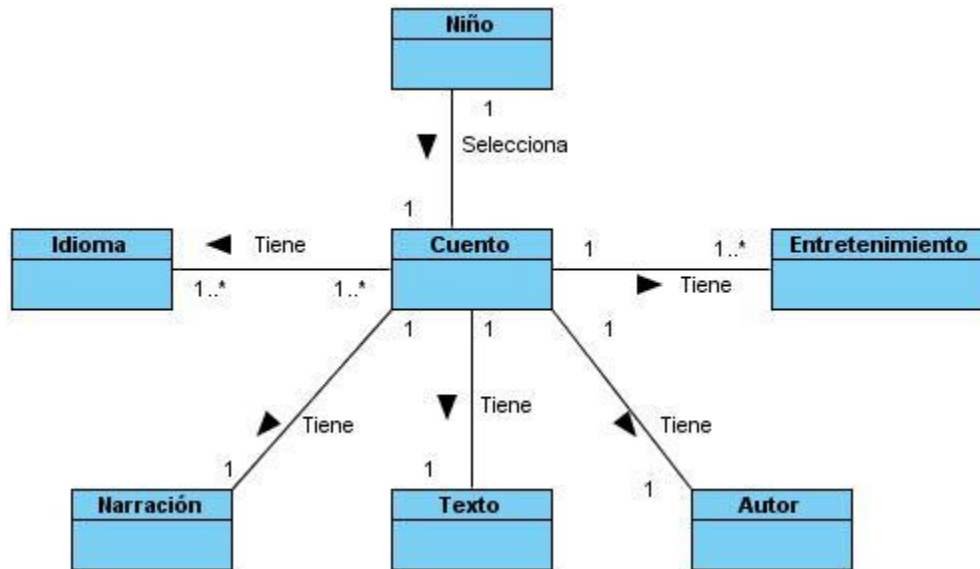 Niño
1
Selecciona
1
Idioma
Tiene
Cuento
1
1..*
Entretenimiento
1..*
1..*
Tiene
1
1
1
Tiene
Tiene
Tiene
1
1
1
Narración
Texto
Autor